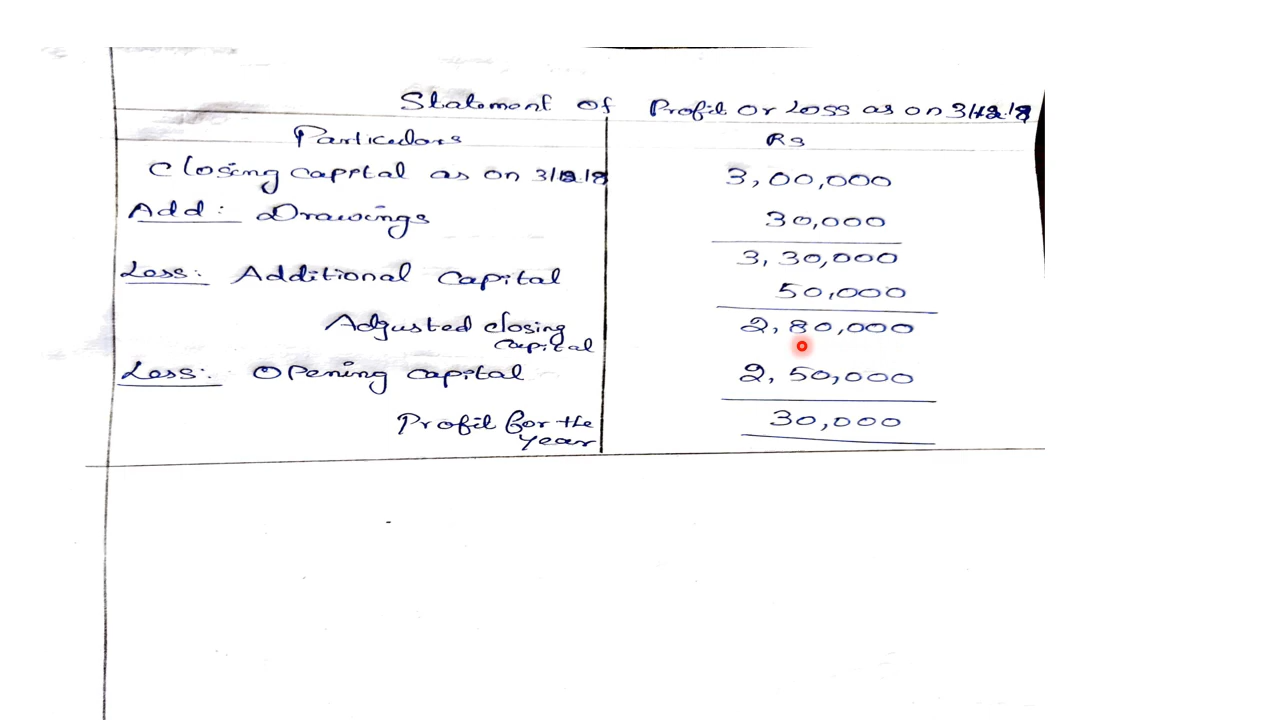 Statement of Profit or Loss as on 31.12.18
Particulars Rs
Closing capital as on 31.12.18 3,00,000
Add: Drawings 30,000
3,30,000
Less: Additional capital 50,000
Adjusted closing capital 2,80,000
Less: Opening capital 2,50,000
Profit for the year 30,000